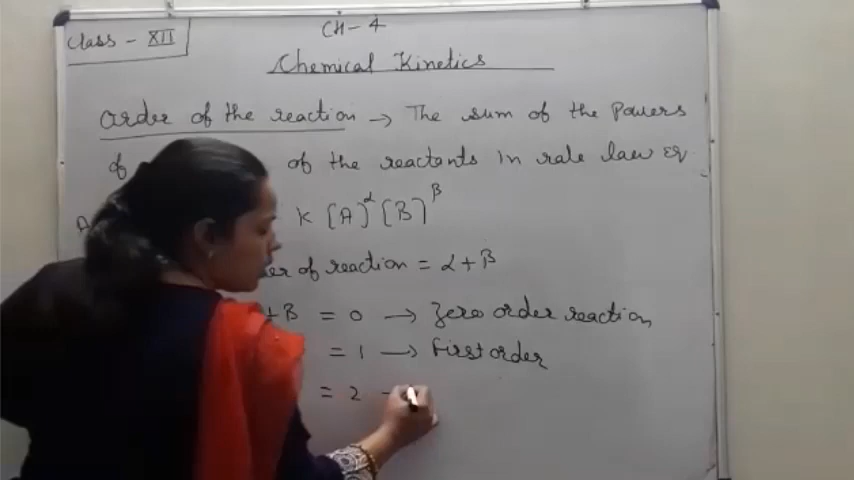 Class - XII
CH - 4
Chemical Kinetics
Order of the reaction → The sum of the Powers
of of the reactants in rate law eq
A K [A]^α [B]^β
er of reaction = α + β
+ B = 0 → Zero order reaction
= 1 → First order
= 2 -